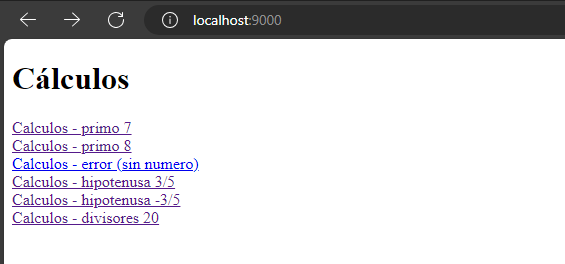 localhost:9000
Cálculos
Calculos - primo 7
Calculos - primo 8
Calculos - error (sin numero)
Calculos - hipotenusa 3/5
Calculos - hipotenusa -3/5
Calculos - divisores 20